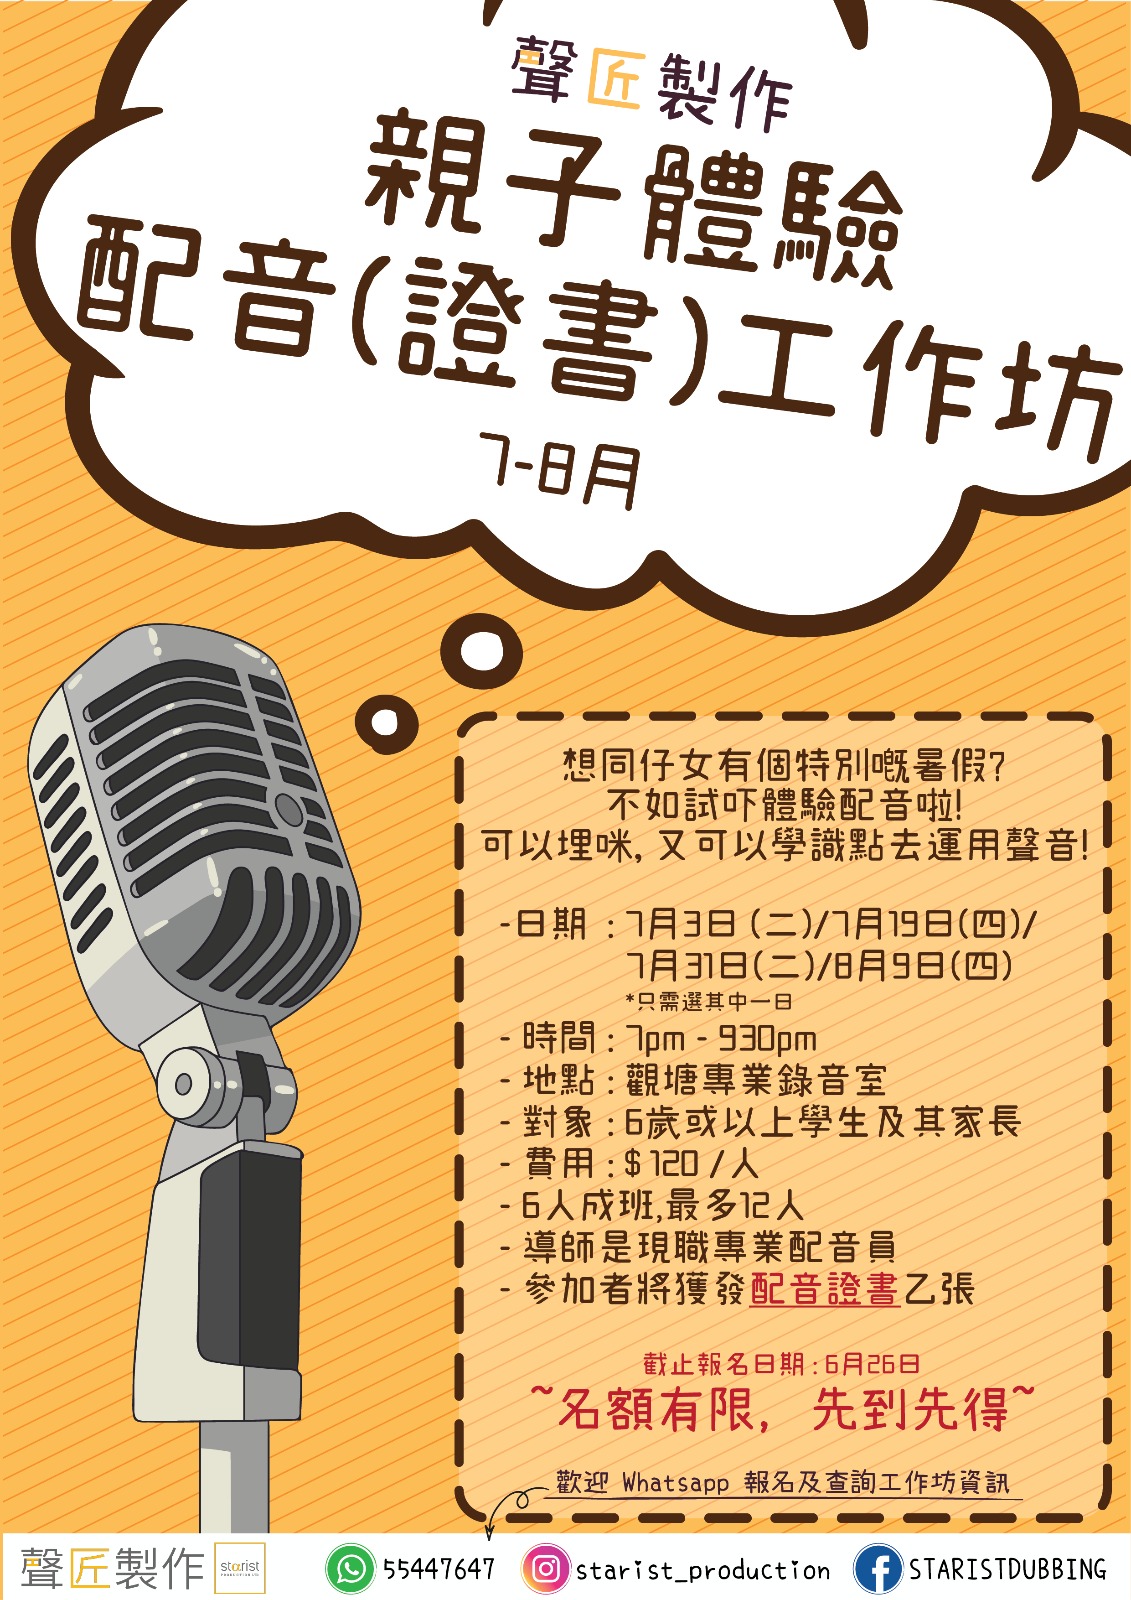 聲匠製作
親子體驗
配音(證書)工作坊
7-8月
想同仔女有個特別嘅暑假?
不如試吓體驗配音啦!
可以埋咪, 又可以學識點去運用聲音!
-日期 : 7月3日 (二)/7月19日(四)/
7月31日(二)/8月9日(四)
*只需選其中一日
- 時間 : 7pm - 930pm
- 地點 : 觀塘專業錄音室
- 對象 : 6歲或以上學生及其家長
- 費用 : $ 120 /人
- 6人成班,最多12人
- 導師是現職專業配音員
- 參加者將獲發配音證書乙張
截止報名日期 : 6月26日
~名額有限, 先到先得~
歡迎 Whatsapp 報名及查詢工作坊資訊
聲匠製作 starist 55447647 starist_production STARISTDUBBING